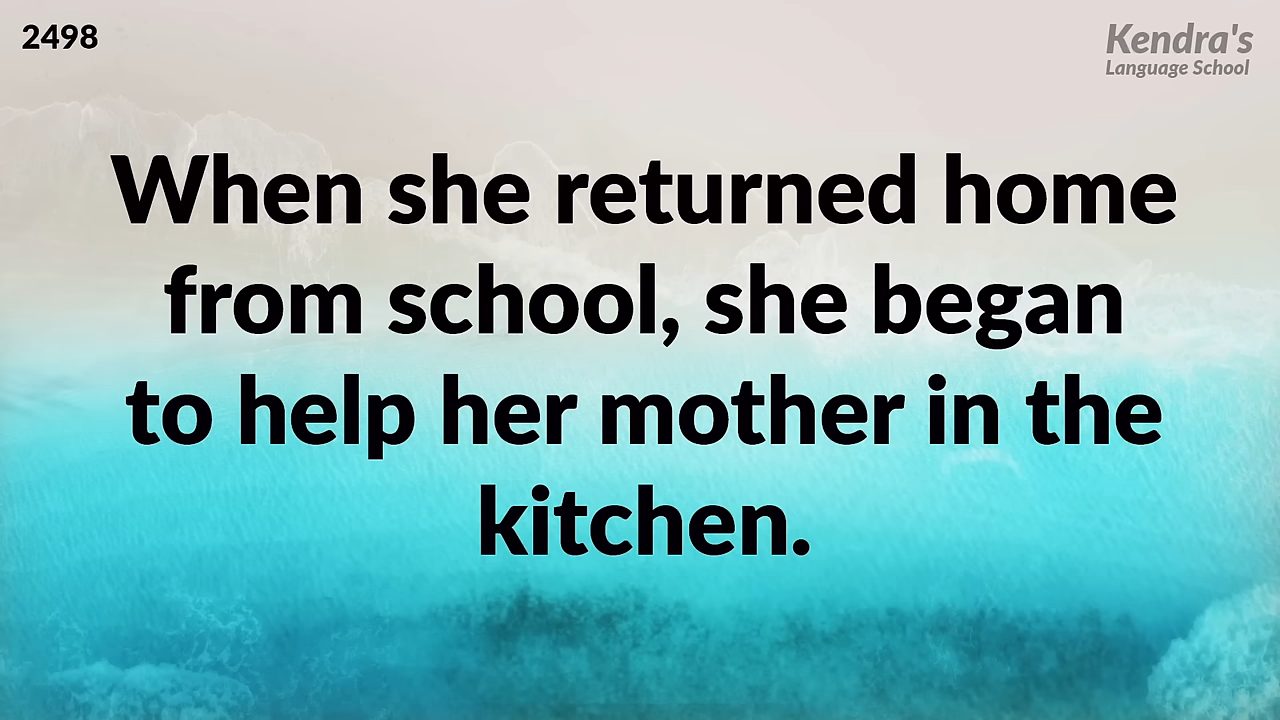 2498
Kendra's
Language School
When she returned home
from school, she began
to help her mother in the
kitchen.